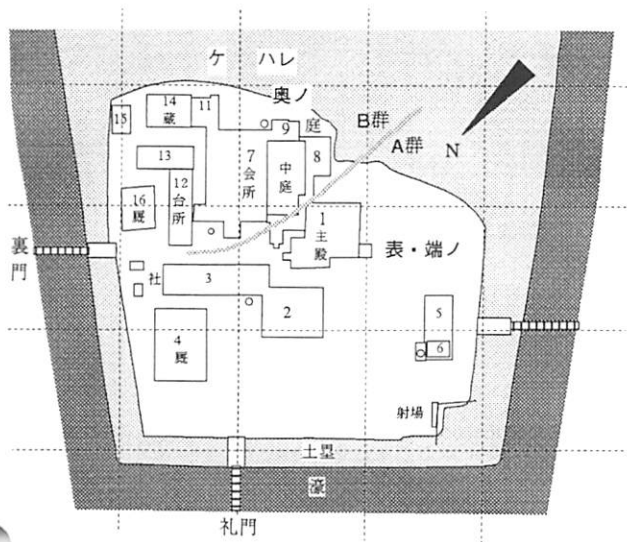 ケ ハレ
奥ノ
庭
B群
A群
N
15
14
蔵
11
9
8
13
7
会所
中庭
12
台所
16
厩
1
主殿
表・端ノ
裏門
社
3
2
4
厩
5
6
射場
土塁
濠
礼門